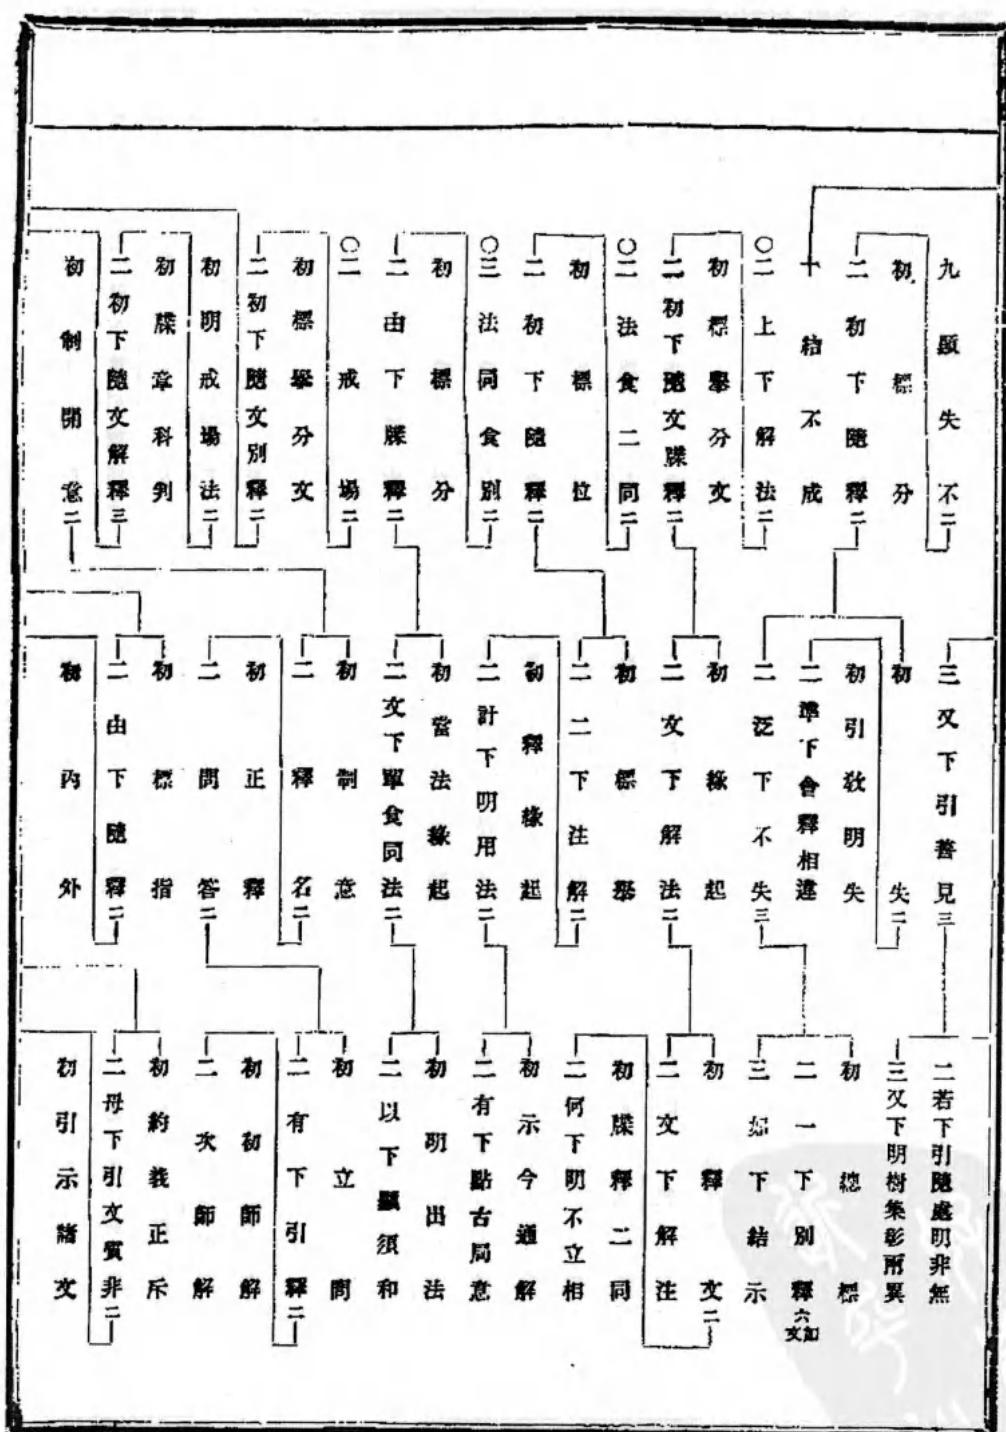 九顯失不二
初標分
二初下隨釋二
十結不成
〇二上下解法二
初標舉分文
二初下隨文牒釋二
〇二法食二同二
初標位
二初下隨釋二
〇三法同食別二
初標分
二由下牒釋二
〇二戒場二
初標舉分文
二初下隨文別釋二
初明戒場法二
初牒章科判
二初下隨文解釋三
初制開意二
三又下引善見三
初失二
初引教明失
二準下會釋相違
二泛下不失三
初緣起
二文下解法二
初標舉
二二下注解二
初釋緣起
二計下明用法二
初當法緣起
二文下單食同法二
初制意
二釋名二
初正釋
二問答二
初標指
二由下隨釋二
初內外
二若下引隨處明非無
三又下明樹集彰兩異
初總標
二一下別釋六如文
三如下結示
初釋文二
二文下解注
初牒釋二同
二何下明不立相
初示今通解
二有下點古局意
初明出法
二以下顯須和
初立問
二有下引釋二
初初師解
二次師解
初約義正斥
二母下引文質非二
初引示諸文